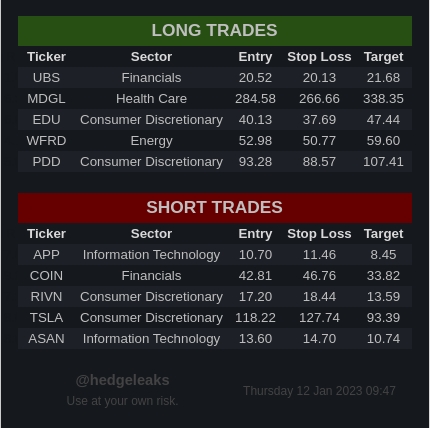 LONG TRADES
Ticker Sector Entry Stop Loss Target
UBS Financials 20.52 20.13 21.68
MDGL Health Care 284.58 266.66 338.35
EDU Consumer Discretionary 40.13 37.69 47.44
WFRD Energy 52.98 50.77 59.60
PDD Consumer Discretionary 93.28 88.57 107.41
SHORT TRADES
Ticker Sector Entry Stop Loss Target
APP Information Technology 10.70 11.46 8.45
COIN Financials 42.81 46.76 33.82
RIVN Consumer Discretionary 17.20 18.44 13.59
TSLA Consumer Discretionary 118.22 127.74 93.39
ASAN Information Technology 13.60 14.70 10.74
@hedgeleaks
Use at your own risk.
Thursday 12 Jan 2023 09:47